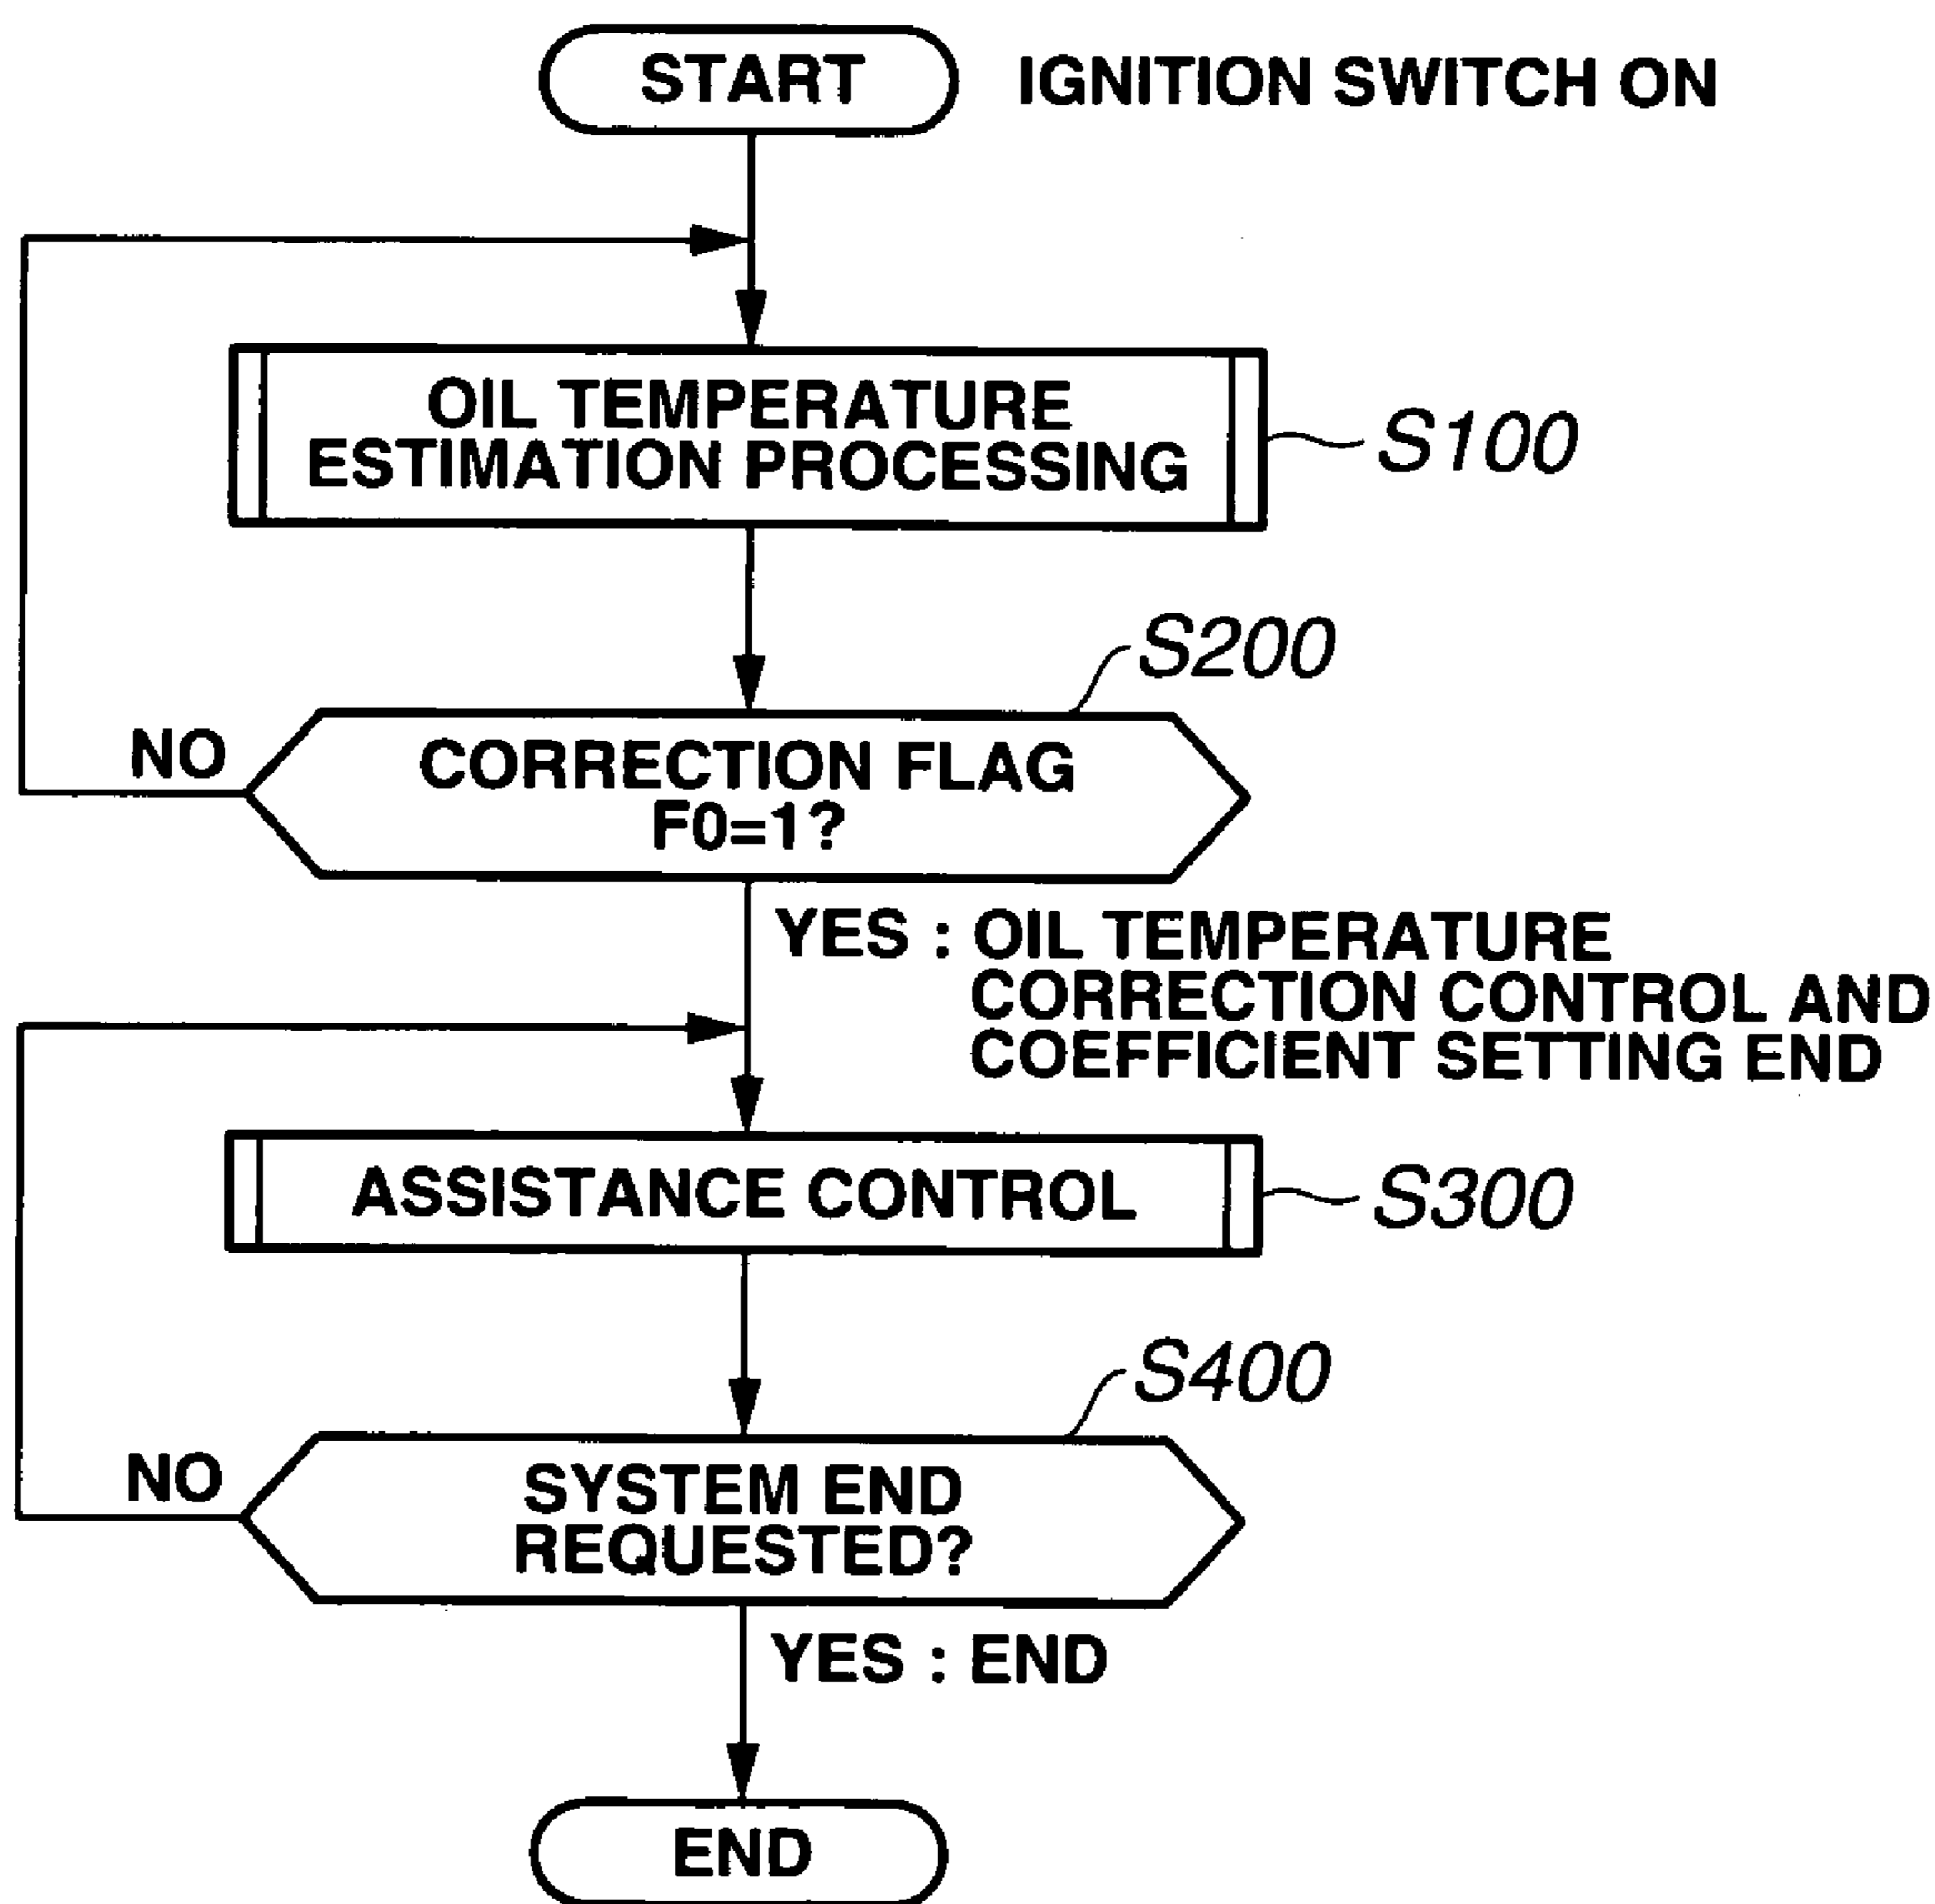 START
IGNITION SWITCH ON
OIL TEMPERATURE
ESTIMATION PROCESSING
S100
S200
NO
CORRECTION FLAG
F0=1?
YES : OIL TEMPERATURE
CORRECTION CONTROL AND
COEFFICIENT SETTING END
ASSISTANCE CONTROL
S300
S400
NO
SYSTEM END
REQUESTED?
YES : END
END